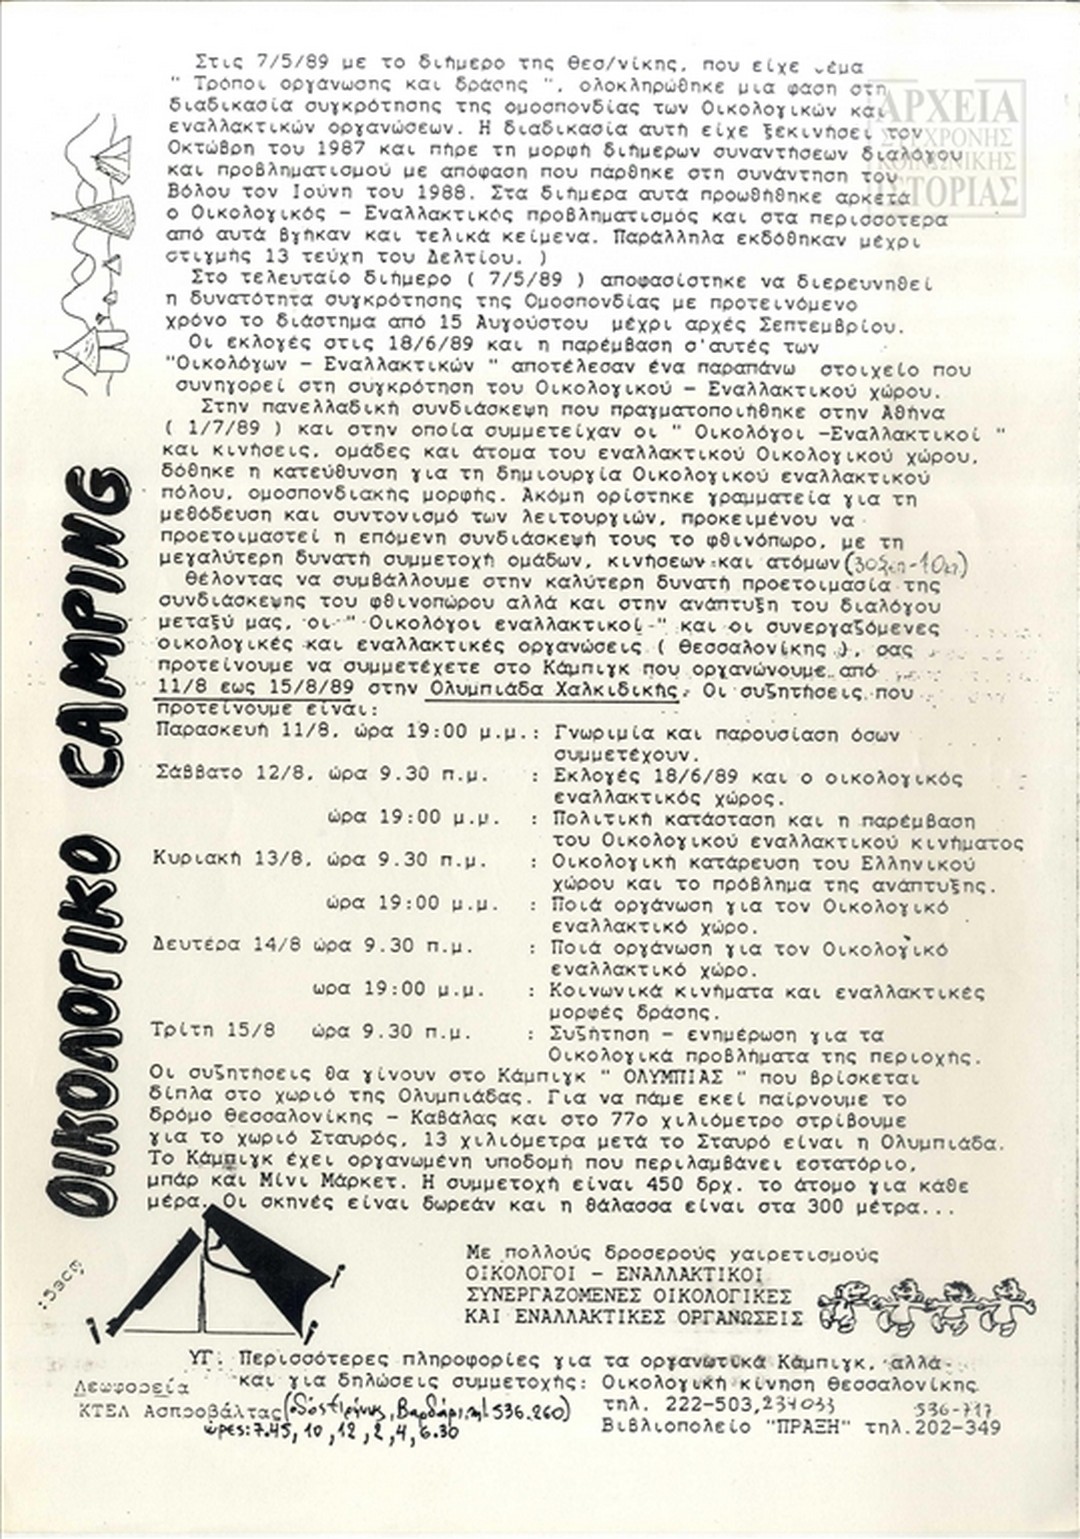 ΑΡΧΕΙΑ
ΣΥΓΧΡΟΝΗΣ
ΚΟΙΝΩΝΙΚΗΣ
ΙΣΤΟΡΙΑΣ
ΟΙΚΟΛΟΓΙΚΟ CAMPING
Στις 7/5/89 με το διήμερο της Θεσ/νίκης, που είχε θέμα
" Τρόποι οργάνωσης και δράσης ", ολοκληρώθηκε μια φάση στη
διαδικασία συγκρότησης της ομοσπονδίας των Οικολογικών και
εναλλακτικών οργανώσεων. Η διαδικασία αυτή είχε ξεκινήσει τον
Οκτώβρη του 1987 και πήρε τη μορφή διήμερων συναντήσεων διαλόγου
και προβληματισμού με απόφαση που πάρθηκε στη συνάντηση του
Βόλου τον Ιούνη του 1988. Στα διήμερα αυτά προωθήθηκε αρκετά
ο Οικολογικός - Εναλλακτικός προβληματισμός και στα περισσότερα
από αυτά βγήκαν και τελικά κείμενα. Παράλληλα εκδόθηκαν μέχρι
στιγμής 13 τεύχη του Δελτίου. )
Στο τελευταίο διήμερο ( 7/5/89 ) αποφασίστηκε να διερευνηθεί
η δυνατότητα συγκρότησης της Ομοσπονδίας με προτεινόμενο
χρόνο το διάστημα από 15 Αυγούστου μέχρι αρχές Σεπτεμβρίου.
Οι εκλογές στις 18/6/89 και η παρέμβαση σ'αυτές των
"Οικολόγων - Εναλλακτικών " αποτέλεσαν ένα παραπάνω στοιχείο που
συνηγορεί στη συγκρότηση του Οικολογικού - Εναλλακτικού χώρου.
Στην πανελλαδική συνδιάσκεψη που πραγματοποιήθηκε στην Αθήνα
( 1/7/89 ) και στην οποία συμμετείχαν οι " Οικολόγοι -Εναλλακτικοί "
και κινήσεις, ομάδες και άτομα του εναλλακτικού Οικολογικού χώρου,
δόθηκε η κατεύθυνση για τη δημιουργία Οικολογικού εναλλακτικού
πόλου, ομοσπονδιακής μορφής. Ακόμη ορίστηκε γραμματεία για τη
μεθόδευση και συντονισμό των λειτουργιών, προκειμένου να
προετοιμαστεί η επόμενη συνδιάσκεψή τους το φθινόπωρο, με τη
μεγαλύτερη δυνατή συμμετοχή ομάδων, κινήσεων και ατόμων (30Σεπ-1Οκτ)
Θέλοντας να συμβάλλουμε στην καλύτερη δυνατή προετοιμασία της
συνδιάσκεψης του φθινοπώρου αλλά και στην ανάπτυξη του διαλόγου
μεταξύ μας, οι " Οικολόγοι εναλλακτικοί " και οι συνεργαζόμενες
οικολογικές και εναλλακτικές οργανώσεις ( Θεσσαλονίκης ), σας
προτείνουμε να συμμετέχετε στο Κάμπιγκ που οργανώνουμε από
11/8 εως 15/8/89 στην Ολυμπιάδα Χαλκιδικής. Οι συζητήσεις που
προτείνουμε είναι:
Παρασκευή 11/8, ώρα 19:00 μ.μ.: Γνωριμία και παρουσίαση όσων
συμμετέχουν.
Σάββατο 12/8, ώρα 9.30 π.μ. : Εκλογές 18/6/89 και ο οικολογικός
εναλλακτικός χώρος.
ώρα 19:00 μ.μ. : Πολιτική κατάσταση και η παρέμβαση
του Οικολογικού εναλλακτικού κινήματος
Κυριακή 13/8, ώρα 9.30 π.μ. : Οικολογική κατάρευση του Ελληνικού
χώρου και το πρόβλημα της ανάπτυξης.
ώρα 19:00 μ.μ. : Ποιά οργάνωση για τον Οικολογικό
εναλλακτικό χώρο.
Δευτέρα 14/8 ώρα 9.30 π.μ. : Ποιά οργάνωση για τον Οικολογικό
εναλλακτικό χώρο.
ωρα 19:00 μ.μ. : Κοινωνικά κινήματα και εναλλακτικές
μορφές δράσης.
Τρίτη 15/8 ώρα 9.30 π.μ. : Συζήτηση - ενημέρωση για τα
Οικολογικά προβλήματα της περιοχής.
Οι συζητήσεις θα γίνουν στο Κάμπιγκ " ΟΛΥΜΠΙΑΣ " που βρίσκεται
δίπλα στο χωριό της Ολυμπιάδας. Για να πάμε εκεί παίρνουμε το
δρόμο Θεσσαλονίκης - Καβάλας και στο 77ο χιλιόμετρο στρίβουμε
για το χωριό Σταυρός, 13 χιλιόμετρα μετά το Σταυρό είναι η Ολυμπιάδα.
Το Κάμπιγκ έχει οργανωμένη υποδομή που περιλαμβάνει εστατόριο,
μπάρ και Μίνι Μάρκετ. Η συμμετοχή είναι 450 δρχ. το άτομο για κάθε
μέρα. Οι σκηνές είναι δωρεάν και η θάλασσα είναι στα 300 μέτρα...
Με πολλούς δροσερούς χαιρετισμούς
ΟΙΚΟΛΟΓΟΙ - ΕΝΑΛΛΑΚΤΙΚΟΙ
ΣΥΝΕΡΓΑΖΟΜΕΝΕΣ ΟΙΚΟΛΟΓΙΚΕΣ
ΚΑΙ ΕΝΑΛΛΑΚΤΙΚΕΣ ΟΡΓΑΝΩΣΕΙΣ
ΥΓ: Περισσότερες πληροφορίες για τα οργανωτικά Κάμπιγκ, αλλά
και για δηλώσεις συμμετοχής: Οικολογική κίνηση Θεσσαλονίκης
τηλ. 222-503, 234033 536-717
Βιβλιοπολείο "ΠΡΑΞΗ" τηλ.202-349
Λεωφορεία
ΚΤΕΛ Ασπροβάλτας (οδός Ειρήνης, Βαρδάρι, τηλ 536.260)
ώρες: 7.45, 10, 12, 2, 4, 6.30